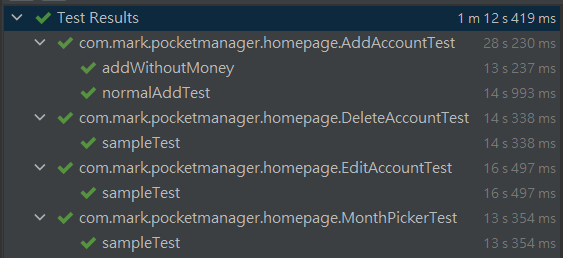 Test Results 1 m 12 s 419 ms
com.mark.pocketmanager.homepage.AddAccountTest 28 s 230 ms
addWithoutMoney 13 s 237 ms
normalAddTest 14 s 993 ms
com.mark.pocketmanager.homepage.DeleteAccountTest 14 s 338 ms
sampleTest 14 s 338 ms
com.mark.pocketmanager.homepage.EditAccountTest 16 s 497 ms
sampleTest 16 s 497 ms
com.mark.pocketmanager.homepage.MonthPickerTest 13 s 354 ms
sampleTest 13 s 354 ms